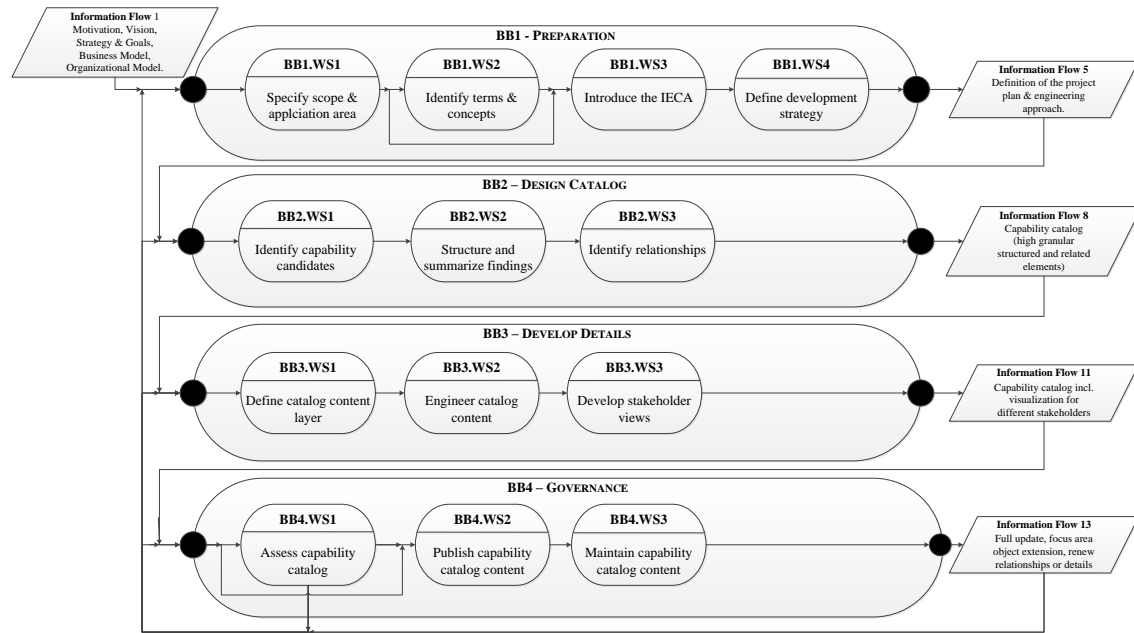 Information Flow 1
Motivation, Vision,
Strategy & Goals,
Business Model,
Organizational Model.
BB1 - PREPARATION
BB1.WS1
Specify scope &
applciation area
BB1.WS2
Identify terms &
concepts
BB1.WS3
Introduce the IECA
BB1.WS4
Define development
strategy
Information Flow 5
Definition of the project
plan & engineering
approach.
BB2 – DESIGN CATALOG
BB2.WS1
Identify capability
candidates
BB2.WS2
Structure and
summarize findings
BB2.WS3
Identify relationships
Information Flow 8
Capability catalog
(high granular
structured and related
elements)
BB3 – DEVELOP DETAILS
BB3.WS1
Define catalog content
layer
BB3.WS2
Engineer catalog
content
BB3.WS3
Develop stakeholder
views
Information Flow 11
Capability catalog incl.
visualization for
different stakeholders
BB4 – GOVERNANCE
BB4.WS1
Assess capability
catalog
BB4.WS2
Publish capability
catalog content
BB4.WS3
Maintain capability
catalog content
Information Flow 13
Full update, focus area
object extension, renew
relationships or details